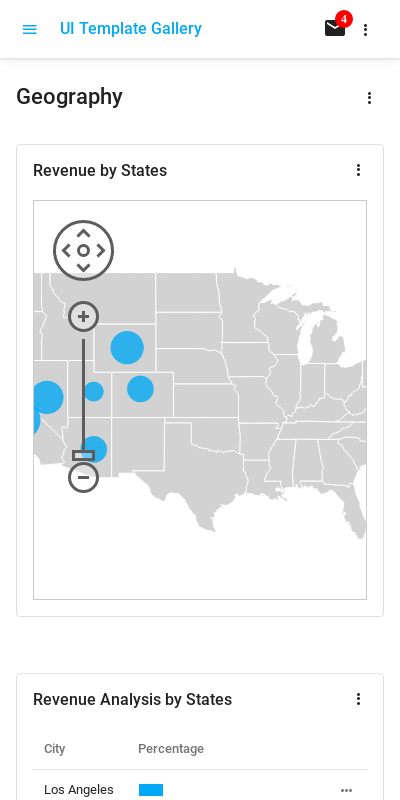 UI Template Gallery
4
Geography
Revenue by States
Revenue Analysis by States
City Percentage
Los Angeles